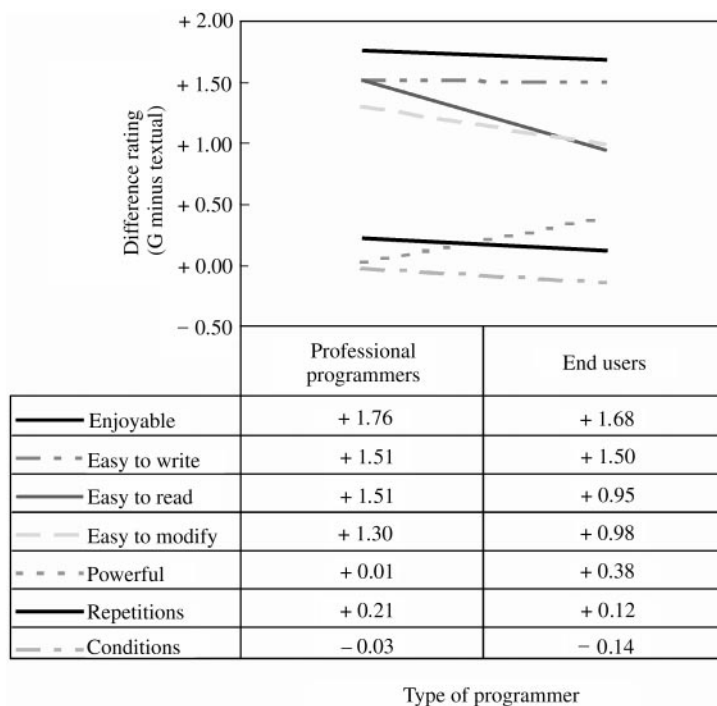 + 2.00
+ 1.50
+ 1.00
+ 0.50
+ 0.00
− 0.50
Difference rating
(G minus textual)
Professional
programmers
End users
Enjoyable + 1.76 + 1.68
Easy to write + 1.51 + 1.50
Easy to read + 1.51 + 0.95
Easy to modify + 1.30 + 0.98
Powerful + 0.01 + 0.38
Repetitions + 0.21 + 0.12
Conditions – 0.03 − 0.14
Type of programmer